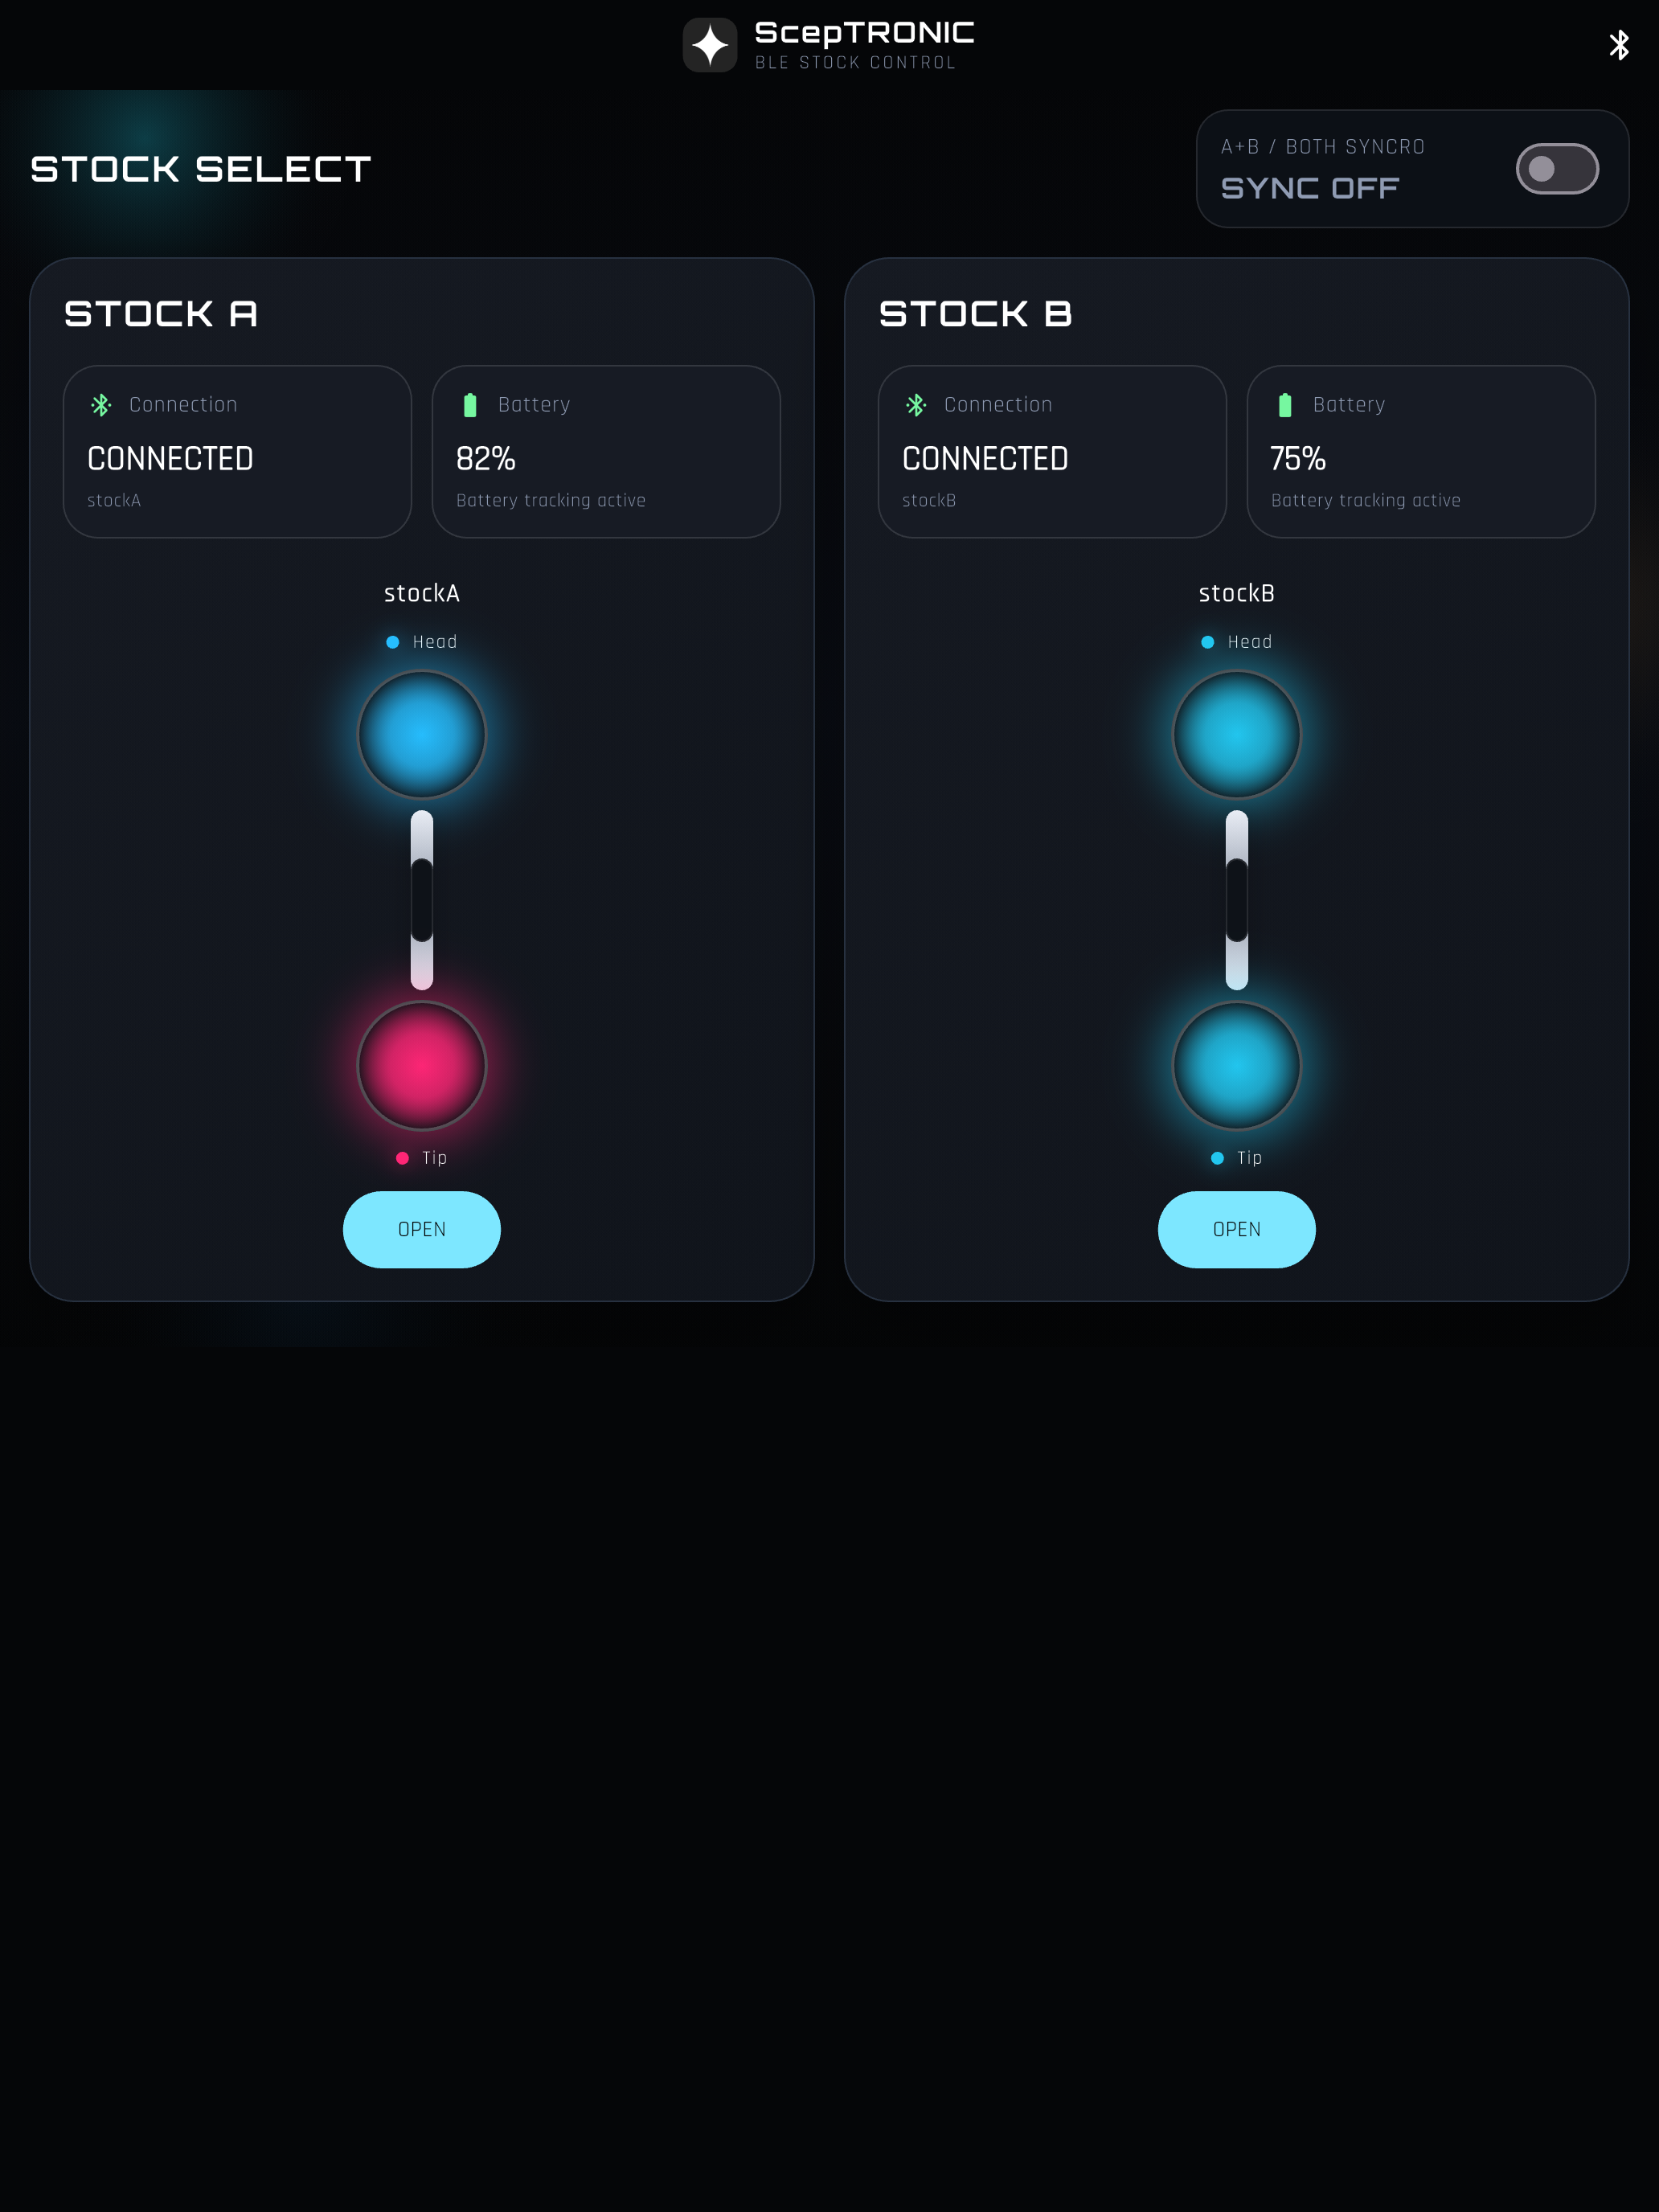 ScepTRONIC
BLE STOCK CONTROL
STOCK SELECT
A+B / BOTH SYNCRO
SYNC OFF
STOCK A
Connection
CONNECTED
stockA
Battery
82%
Battery tracking active
stockA
Head
Tip
OPEN
STOCK B
Connection
CONNECTED
stockB
Battery
75%
Battery tracking active
stockB
Head
Tip
OPEN